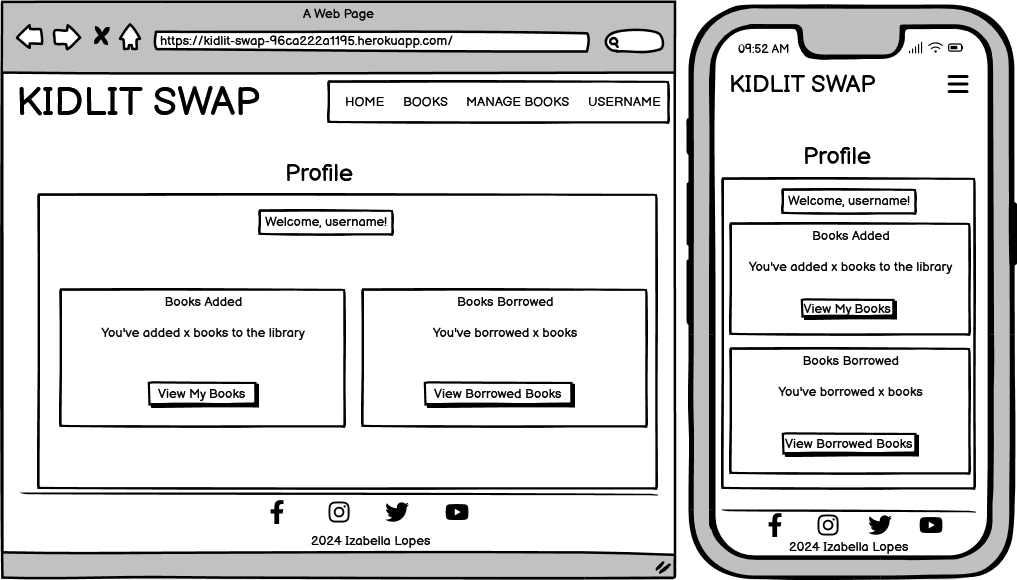 A Web Page
https://kidlit-swap-96ca222a1195.herokuapp.com/
KIDLIT SWAP
HOME BOOKS MANAGE BOOKS USERNAME
Profile
Welcome, username!
Books Added
You've added x books to the library
View My Books
Books Borrowed
You've borrowed x books
View Borrowed Books
2024 Izabella Lopes
09:52 AM
KIDLIT SWAP
Profile
Welcome, username!
Books Added
You've added x books to the library
View My Books
Books Borrowed
You've borrowed x books
View Borrowed Books
2024 Izabella Lopes